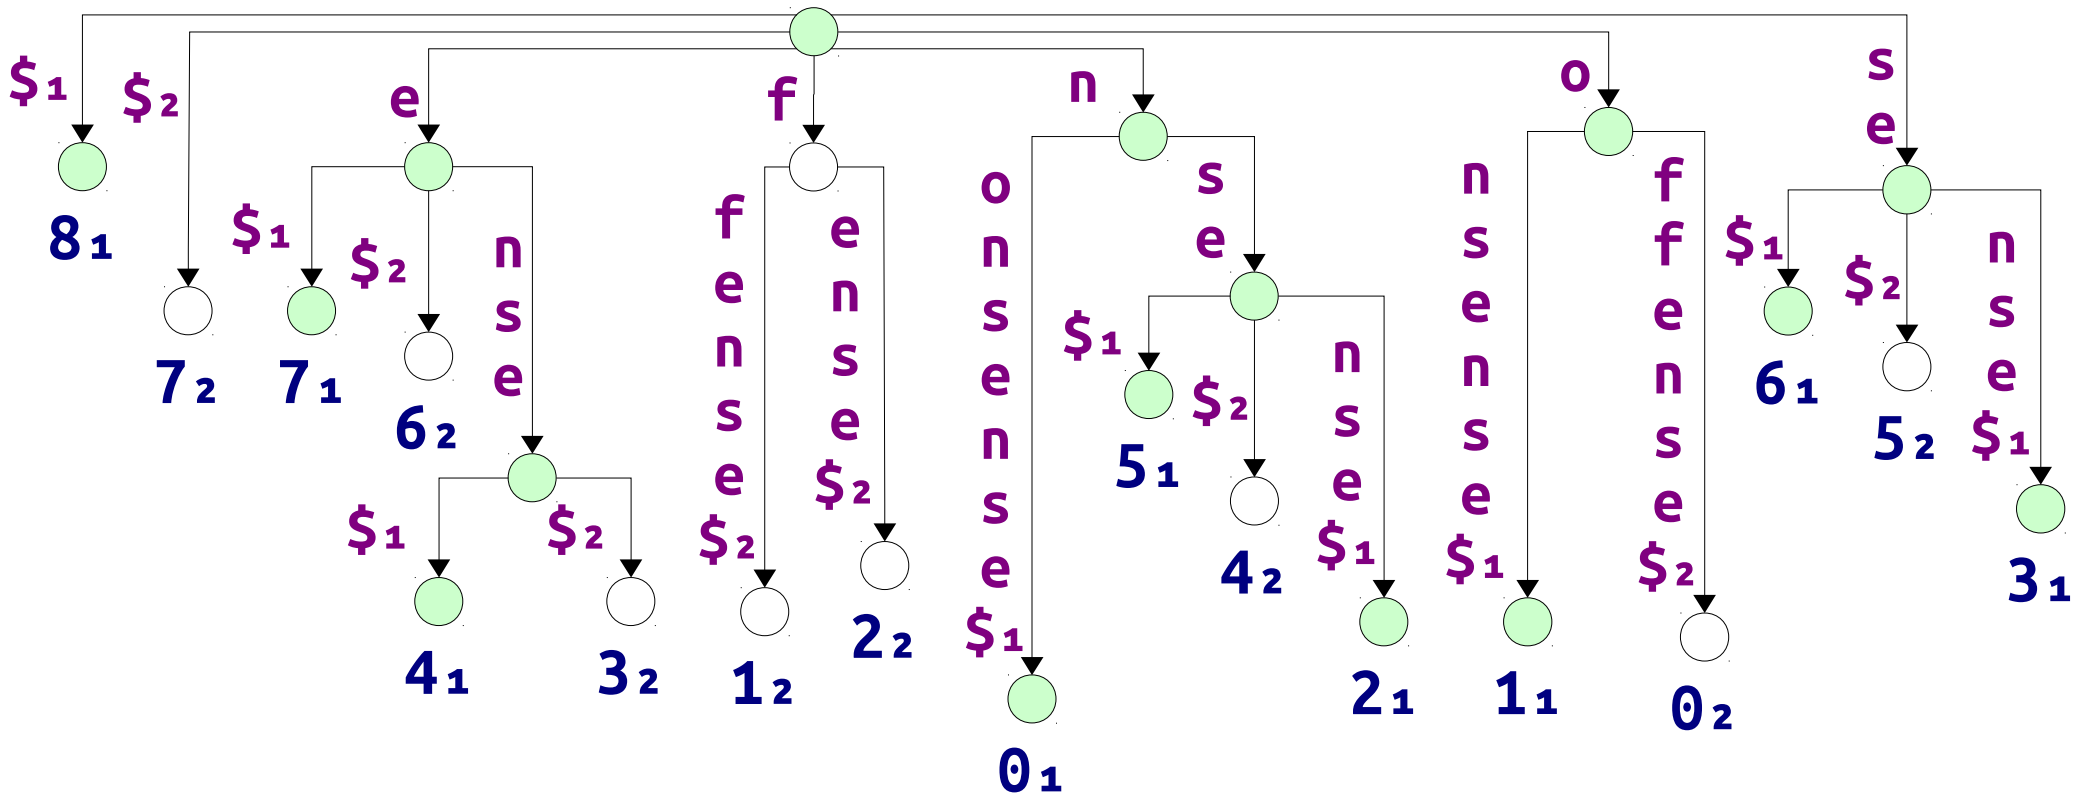 $₁
8₁
$₂
7₂
e
$₁
7₁
$₂
6₂
nse
$₁
4₁
$₂
3₂
f
fense$₂
1₂
ense$₂
2₂
n
onsense$₁
0₁
se
$₁
5₁
$₂
4₂
nse$₁
2₁
o
nsense$₁
1₁
ffense$₂
0₂
se
$₁
6₁
$₂
5₂
nse$₁
3₁